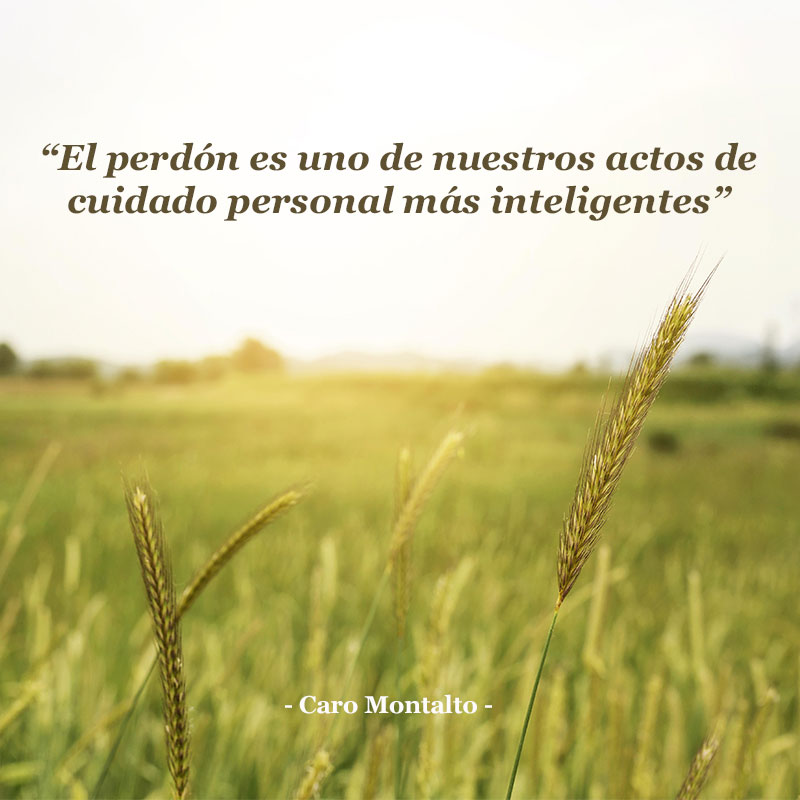 “El perdón es uno de nuestros actos de
cuidado personal más inteligentes”
- Caro Montalto -